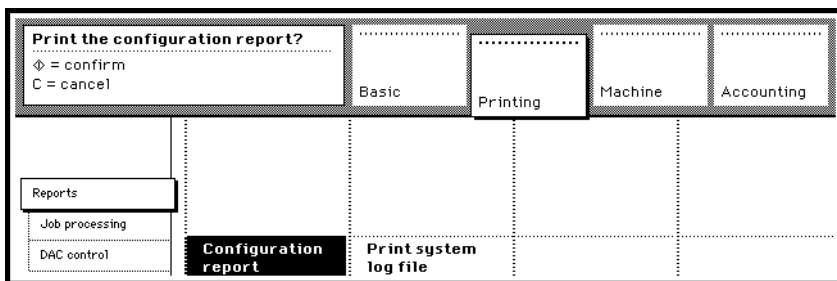 Print the configuration report?
⟐ = confirm
C = cancel
Basic
Printing
Machine
Accounting
Reports
Job processing
DAC control
Configuration
report
Print system
log file